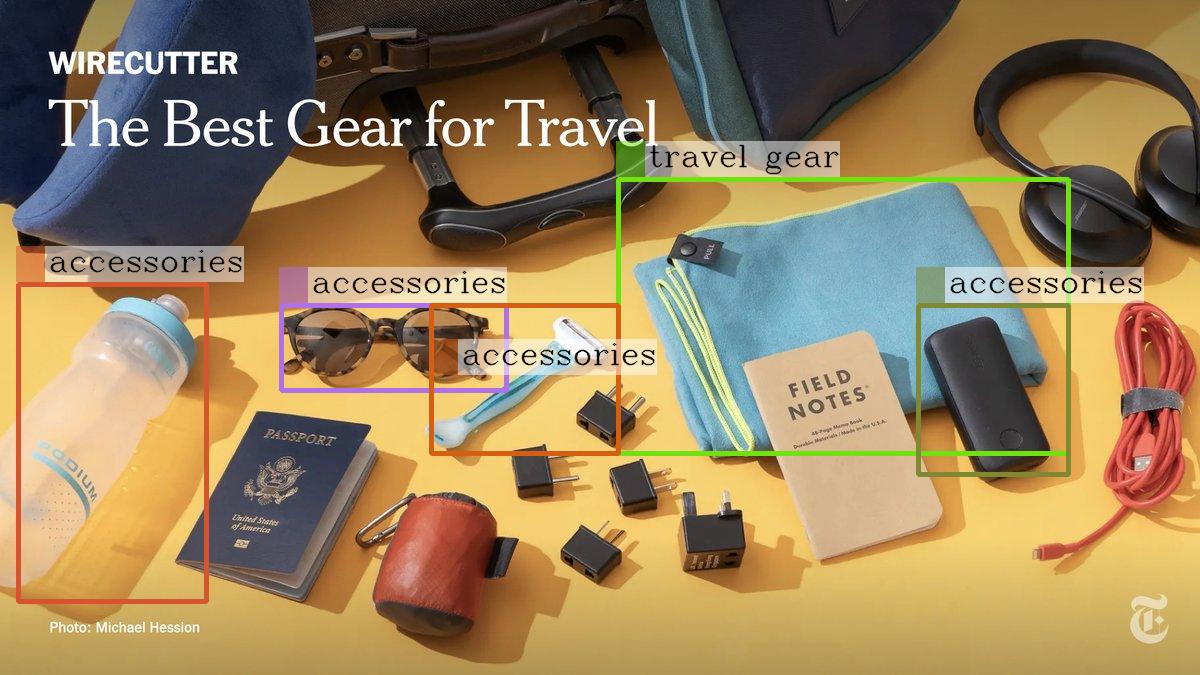 WIRECUTTER
The Best Gear for Travel
travel gear
accessories
accessories
accessories
accessories
PULL
FIELD
NOTES
48-Page Memo Book
Durable Materials / Made in the U.S.A.
PODIUM
PASSPORT
United States
of America
Photo: Michael Hession
T